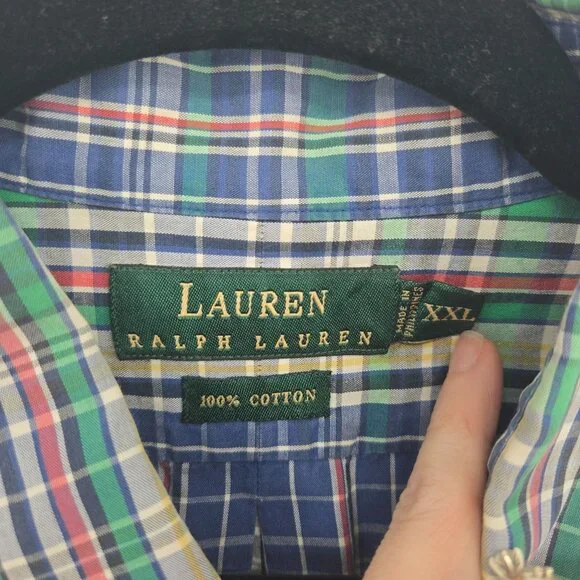 LAUREN
RALPH LAUREN
MADE IN
PHILIPPINES
XXL
100% COTTON